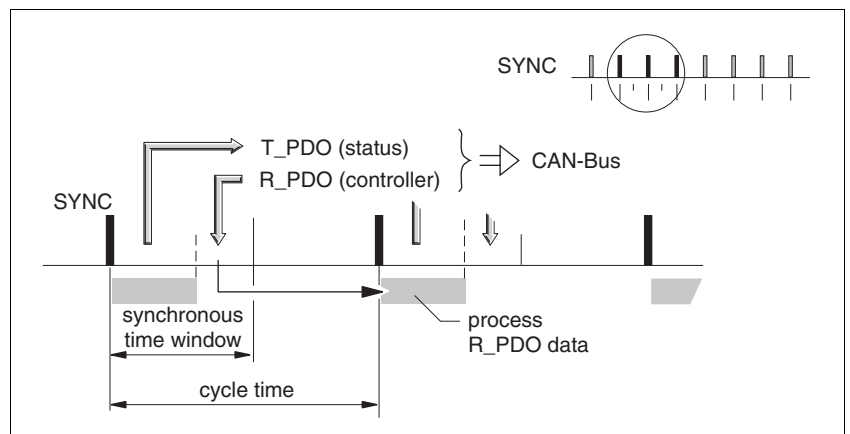 SYNC
T_PDO (status)
R_PDO (controller)
CAN-Bus
SYNC
synchronous
time window
process
R_PDO data
cycle time